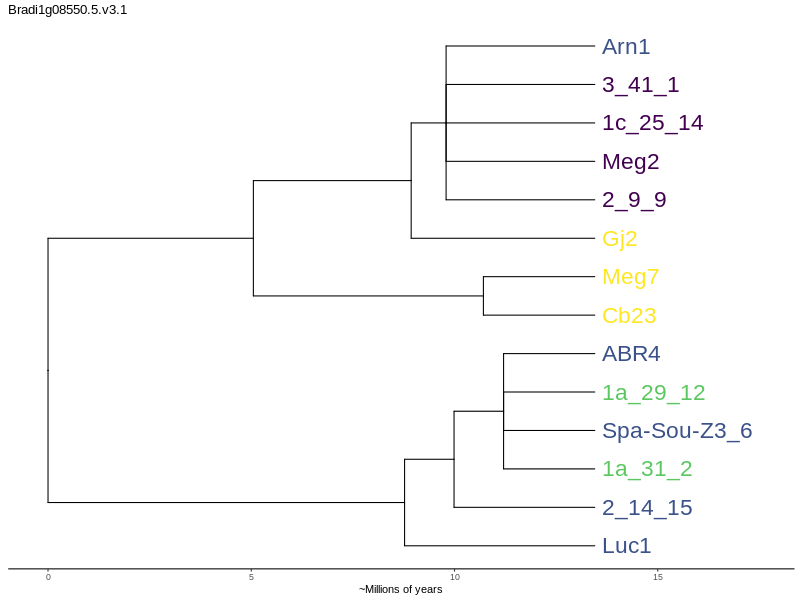 Bradi1g08550.5.v3.1
Arn1
3_41_1
1c_25_14
Meg2
2_9_9
Gj2
Meg7
Cb23
ABR4
1a_29_12
Spa-Sou-Z3_6
1a_31_2
2_14_15
Luc1
0 5 10 15
~Millions of years